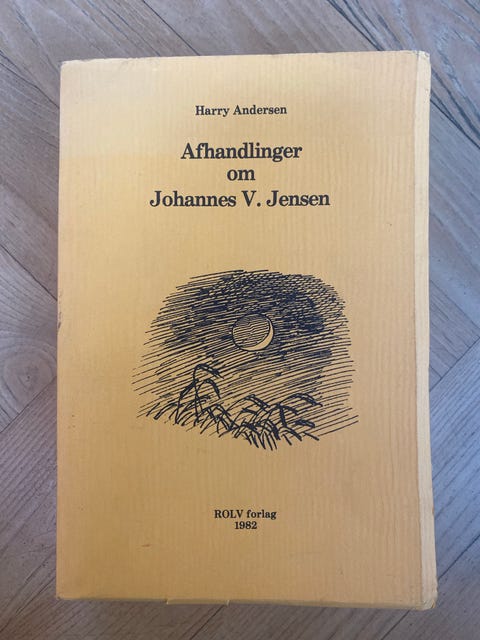 Harry Andersen
Afhandlinger
om
Johannes V. Jensen
ROLV forlag
1982